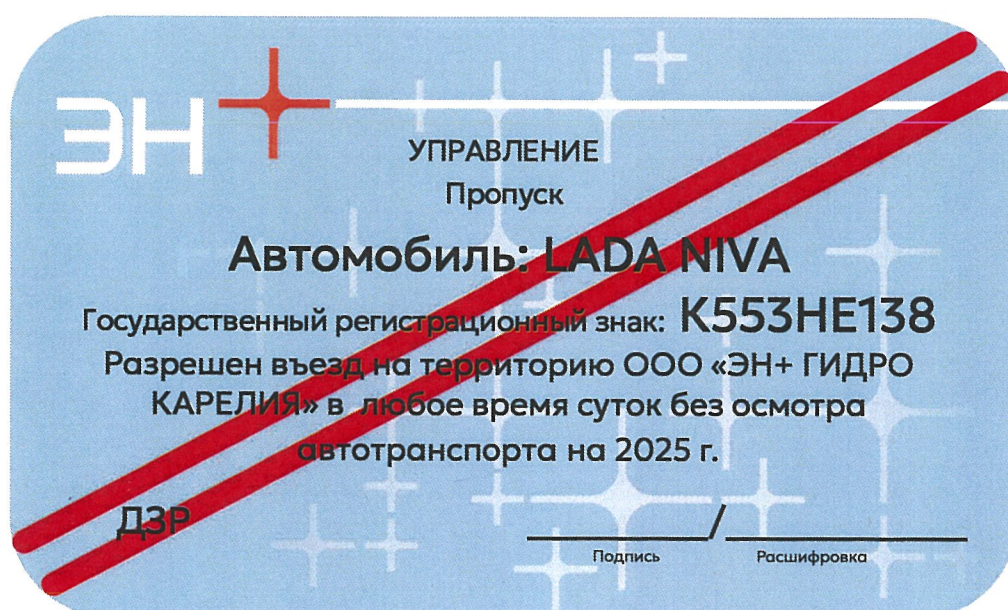 ЭН+
УПРАВЛЕНИЕ
Пропуск
Автомобиль: LADA NIVA
Государственный регистрационный знак: К553НЕ138
Разрешен въезд на территорию ООО «ЭН+ ГИДРО
КАРЕЛИЯ» в любое время суток без осмотра
автотранспорта на 2025 г.
ДЗР
/
Подпись Расшифровка